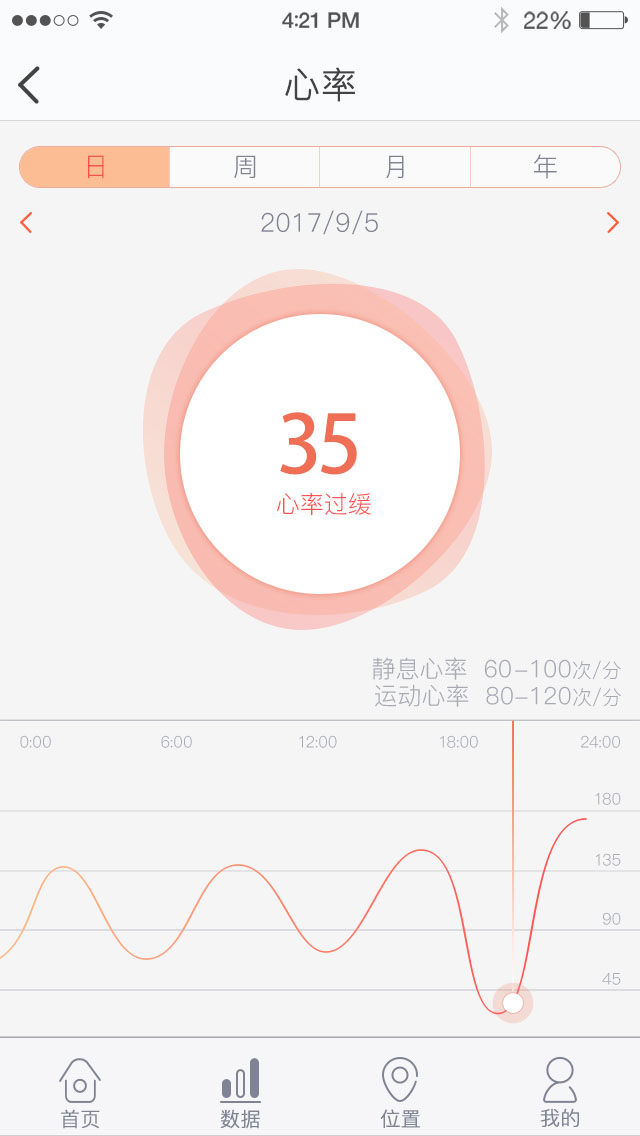 4:21 PM 22%
心率
日 周 月 年
2017/9/5
35
心率过缓
静息心率 60-100次/分
运动心率 80-120次/分
0:00 6:00 12:00 18:00 24:00
180
135
90
45
首页 数据 位置 我的